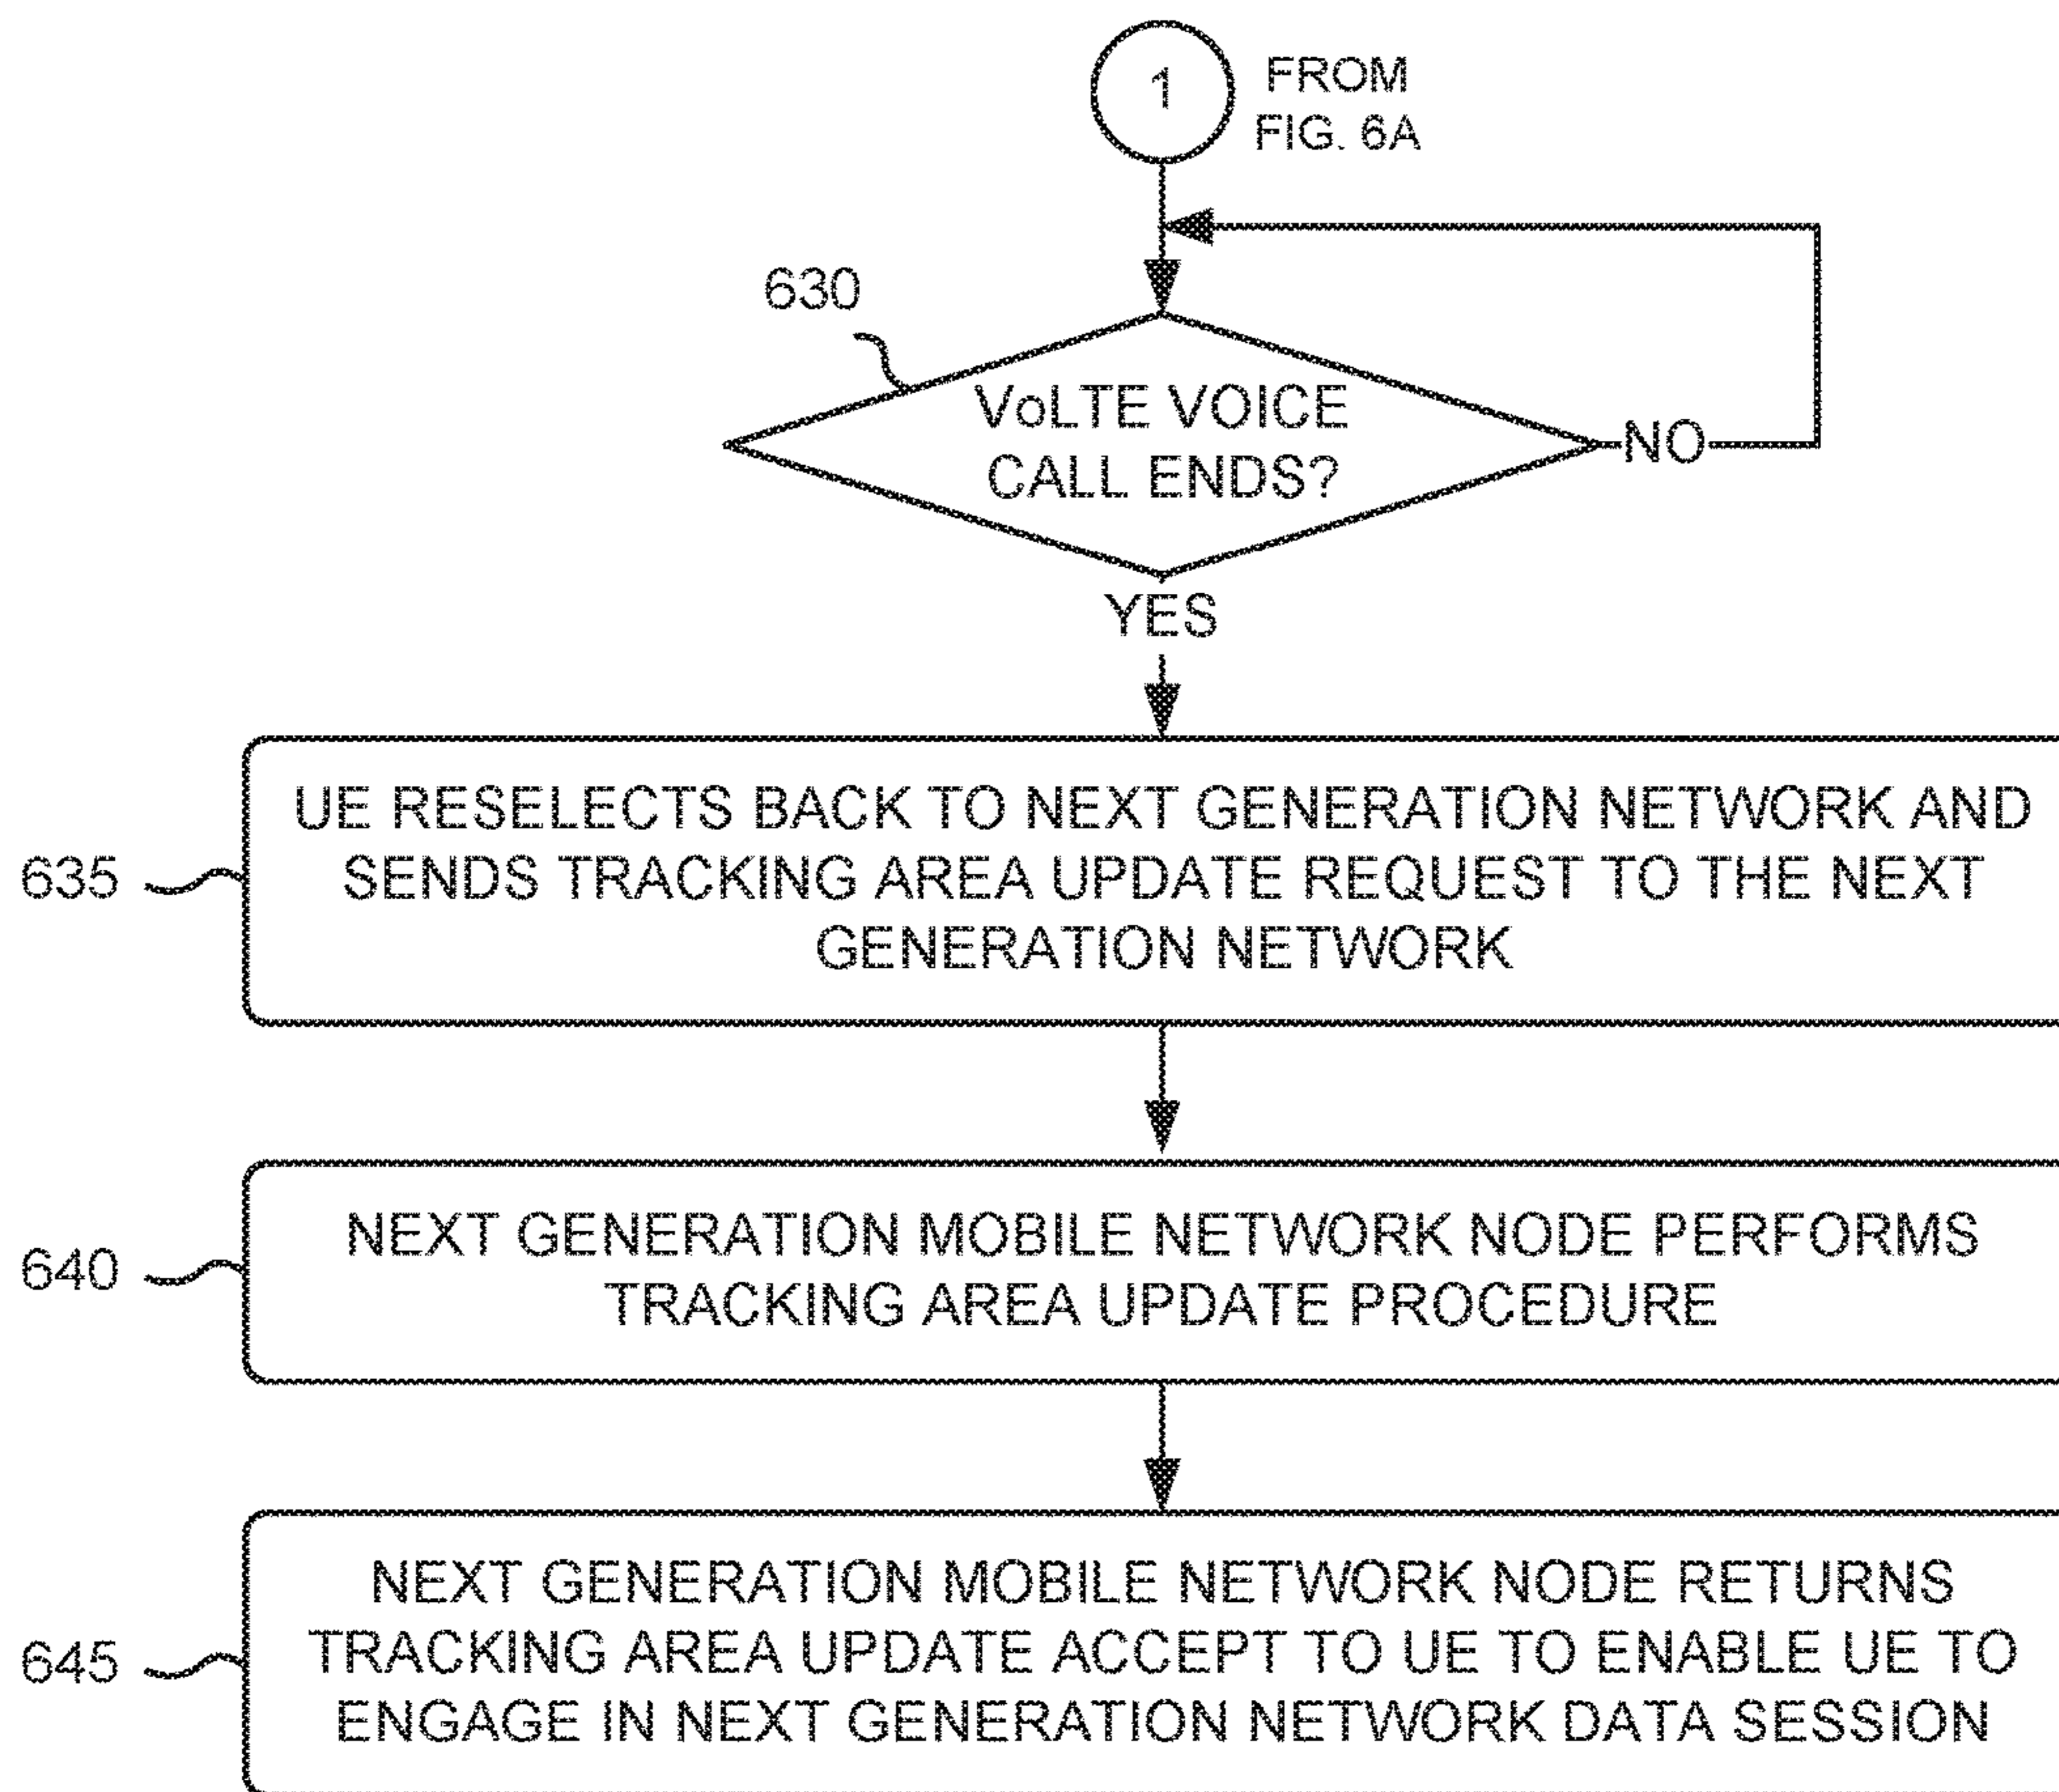 1
FROM
FIG. 6A
630
VoLTE VOICE
CALL ENDS?
NO
YES
635
UE RESELECTS BACK TO NEXT GENERATION NETWORK AND
SENDS TRACKING AREA UPDATE REQUEST TO THE NEXT
GENERATION NETWORK
640
NEXT GENERATION MOBILE NETWORK NODE PERFORMS
TRACKING AREA UPDATE PROCEDURE
645
NEXT GENERATION MOBILE NETWORK NODE RETURNS
TRACKING AREA UPDATE ACCEPT TO UE TO ENABLE UE TO
ENGAGE IN NEXT GENERATION NETWORK DATA SESSION